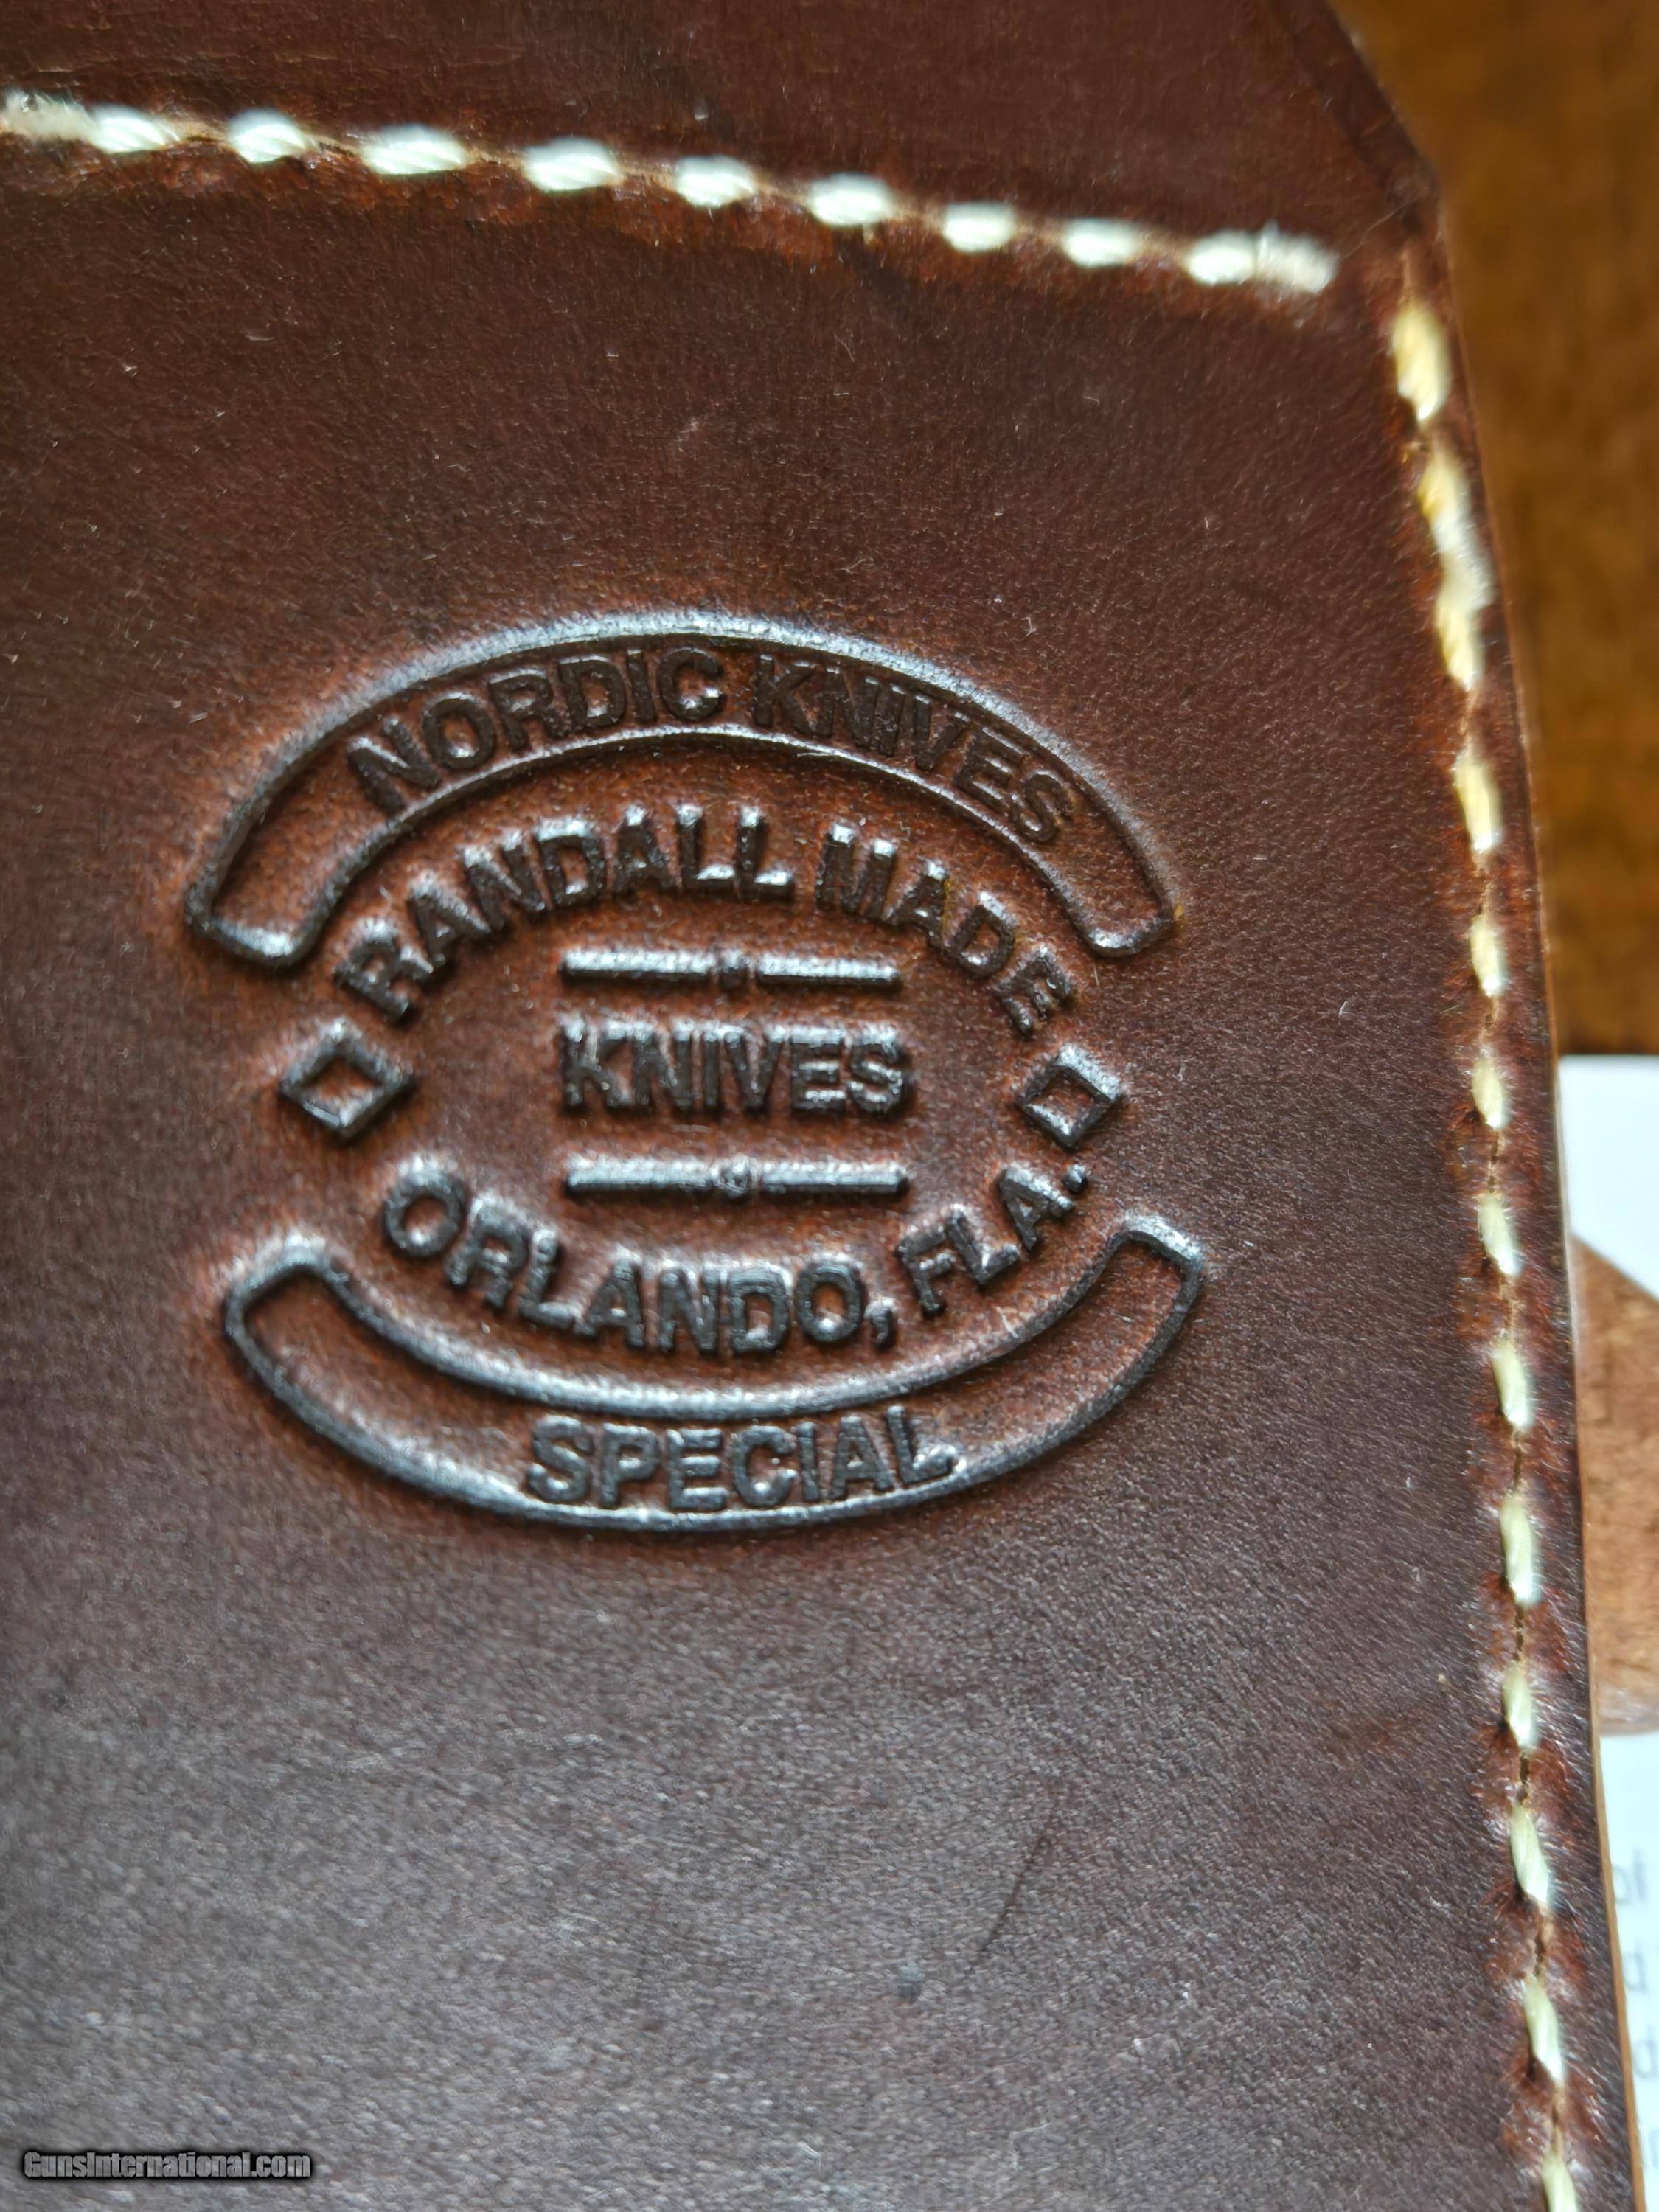 NORDIC KNIVES
RANDALL MADE
KNIVES
ORLANDO, FLA.
SPECIAL
GunsInternational.com